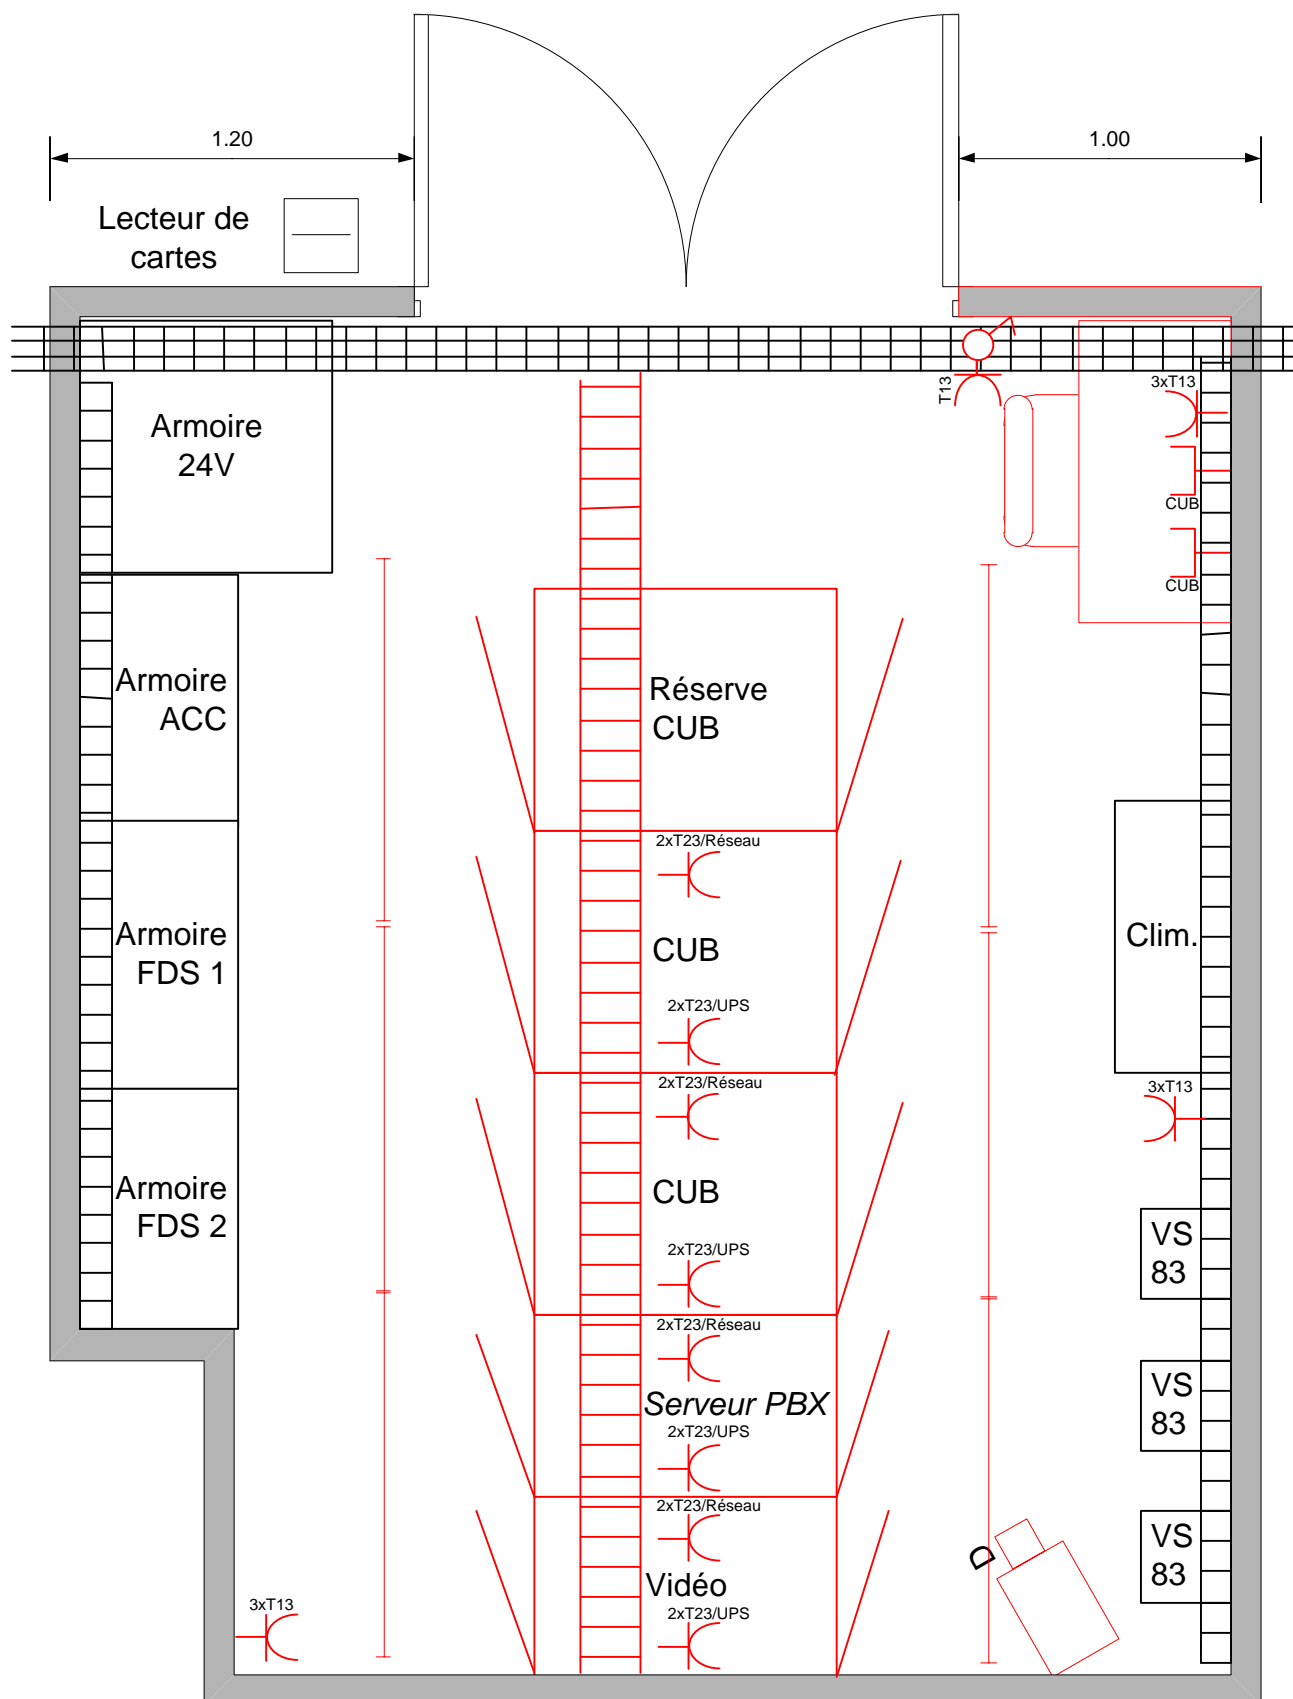 1.20
1.00
Lecteur de
cartes
Armoire
24V
T13
3xT13
CUB
CUB
Armoire
ACC
Réserve
CUB
2xT23/Réseau
Armoire
FDS 1
CUB
Clim.
2xT23/UPS
2xT23/Réseau
3xT13
Armoire
FDS 2
CUB
VS
83
2xT23/UPS
2xT23/Réseau
Serveur PBX
VS
83
2xT23/UPS
2xT23/Réseau
VS
83
D
Vidéo
3xT13
2xT23/UPS